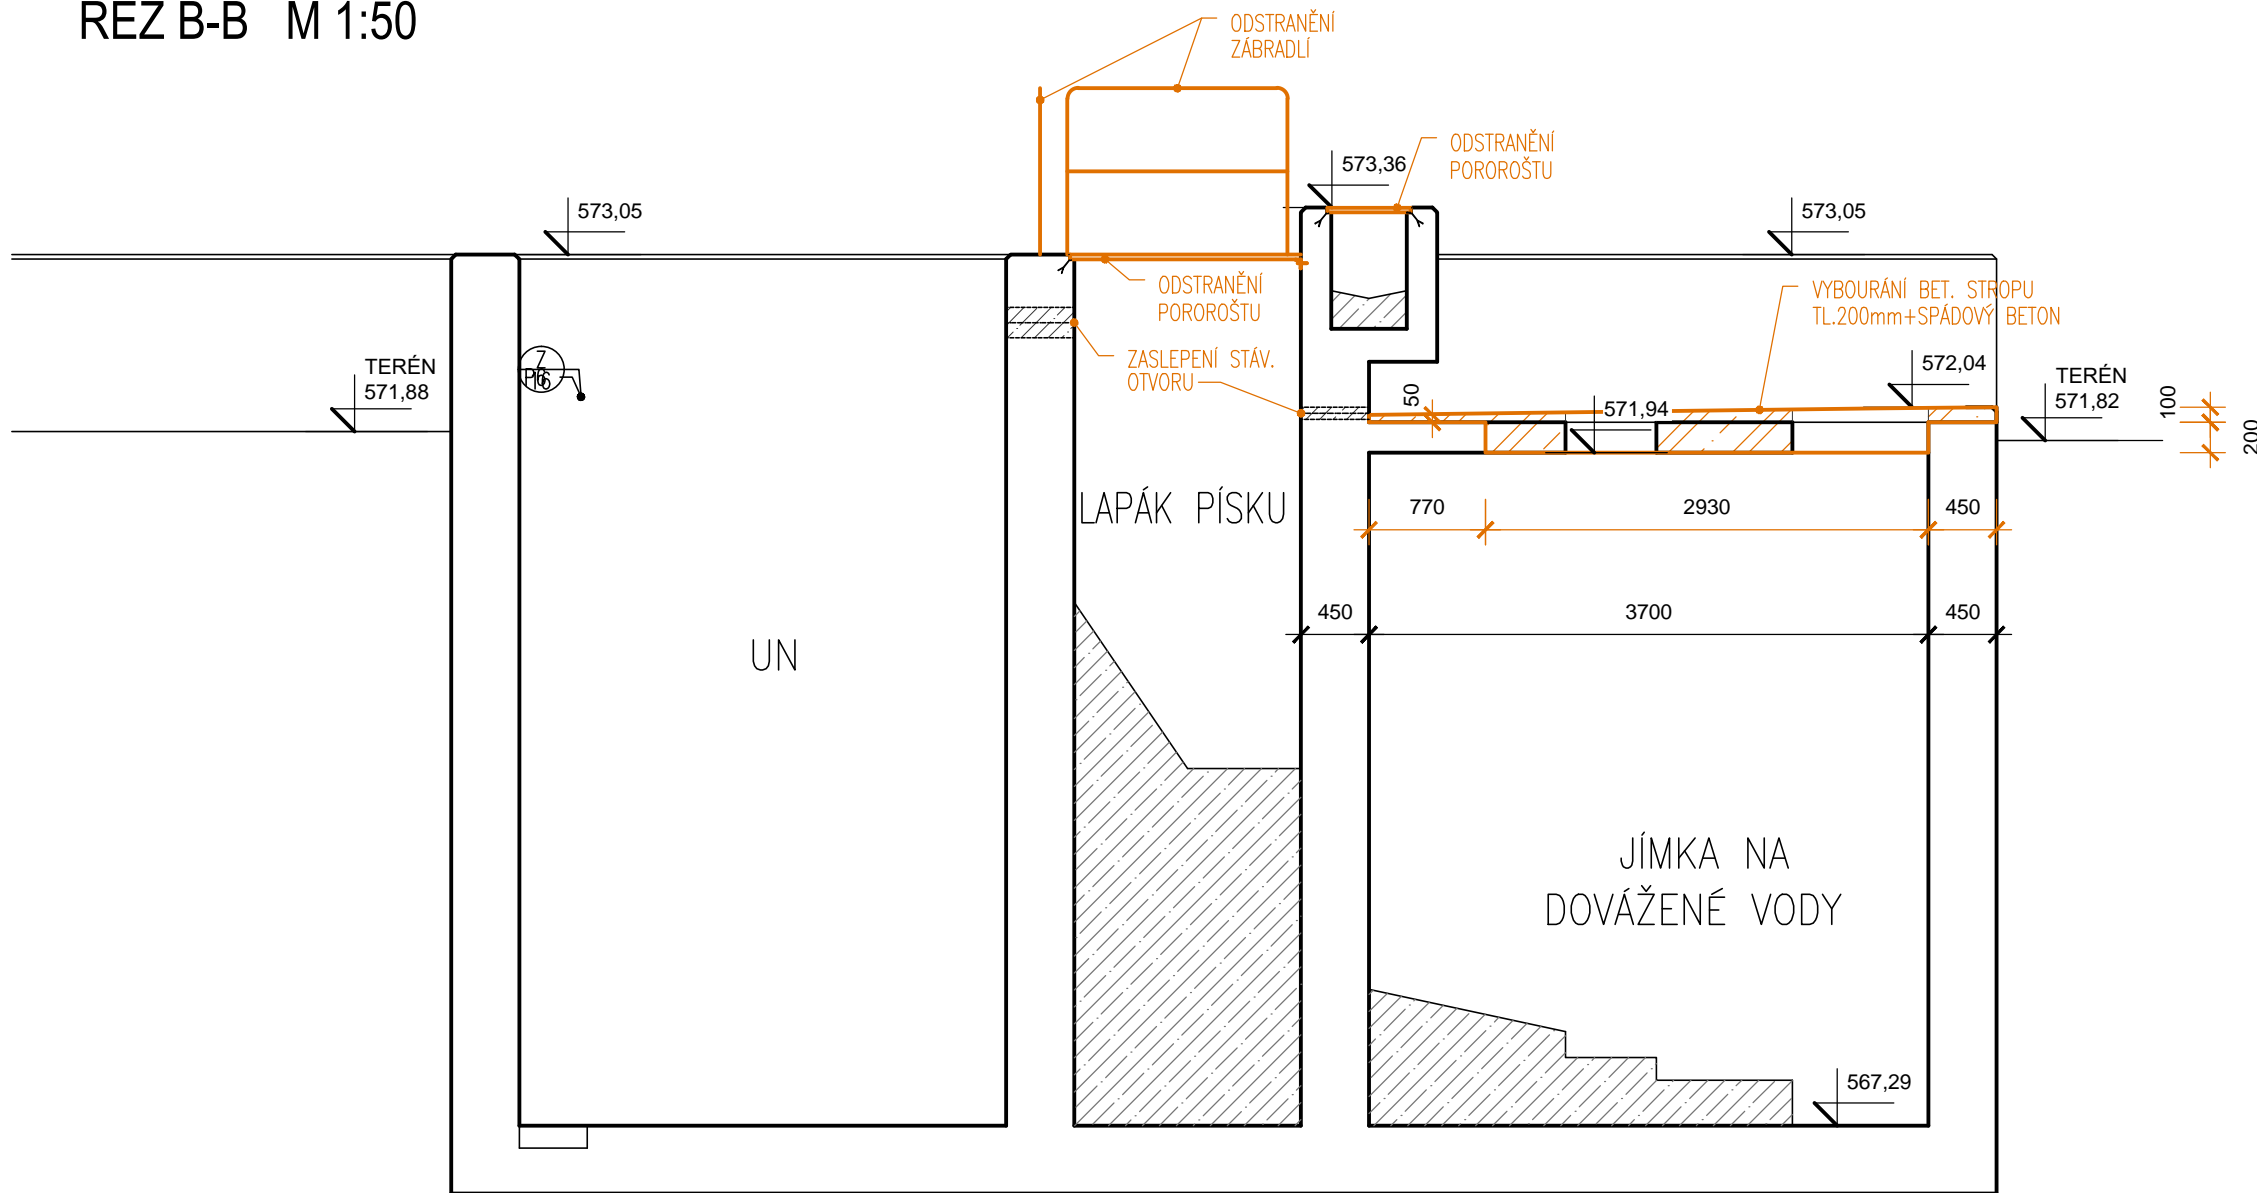 ŘEZ B-B M 1:50
ODSTRANĚNÍ
ZÁBRADLÍ
573,36
ODSTRANĚNÍ
POROROŠTU
573,05
573,05
ODSTRANĚNÍ
POROROŠTU
VYBOURÁNÍ BET. STROPU
TL.200mm+SPÁDOVÝ BETON
ZASLEPENÍ STÁV.
OTVORU
TERÉN
571,88
50
571,94
572,04
TERÉN
571,82
100
200
LAPÁK PÍSKU
770
2930
450
450
3700
450
UN
JÍMKA NA
DOVÁŽENÉ VODY
567,29